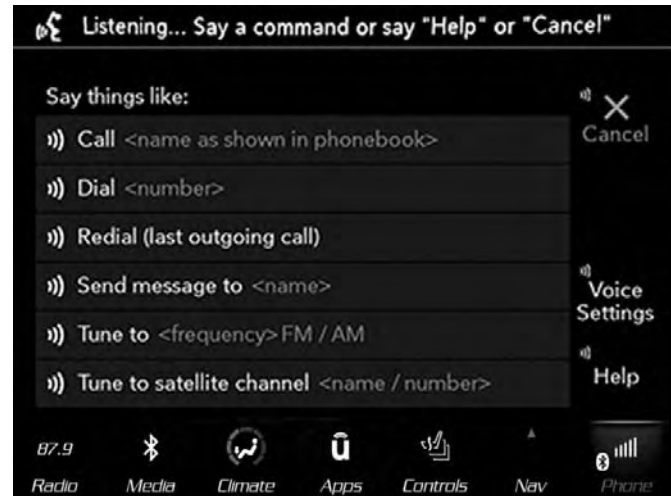 Listening... Say a command or say "Help" or "Cancel"
Say things like:
Cancel
Call <name as shown in phonebook>
Dial <number>
Redial (last outgoing call)
Send message to <name>
Voice
Settings
Tune to <frequency> FM / AM
Tune to satellite channel <name / number>
Help
87.9
Radio
Media
Climate
Apps
Controls
Nav
Phone